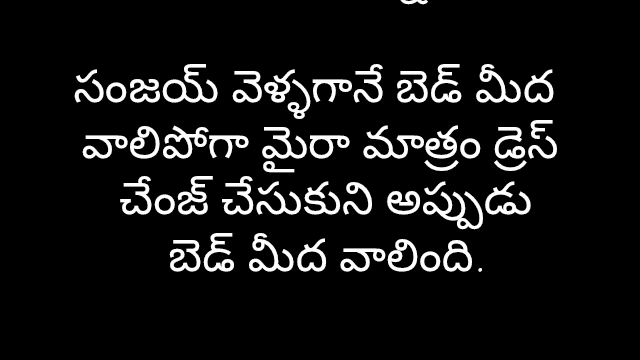 సంజయ్ వెళ్ళగానే బెడ్ మీద
వాలిపోగా మైరా మాత్రం డ్రెస్
చేంజ్ చేసుకుని అప్పుడు
బెడ్ మీద వాలింది.